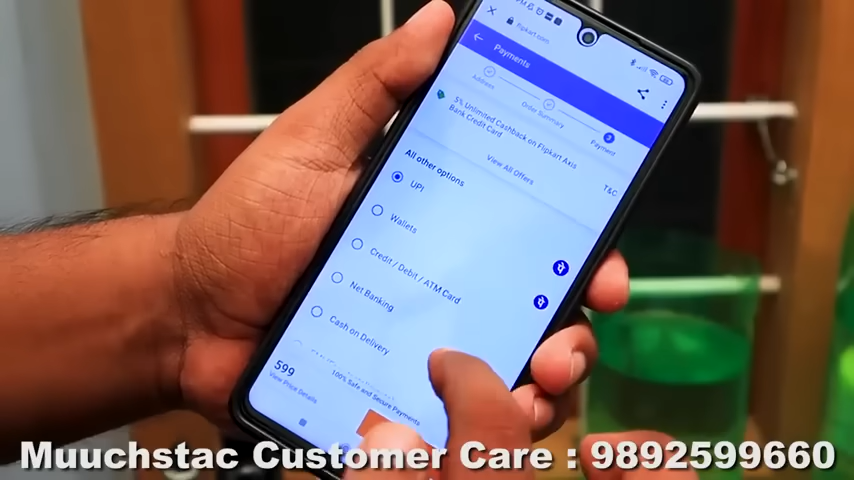 flipkart.com
Payments
Address
Order Summary
3
Payment
5% Unlimited Cashback on Flipkart Axis
Bank Credit Card
T&C
View All Offers
All other options
UPI
Wallets
Credit / Debit / ATM Card
Net Banking
Cash on Delivery
599
View Price Details
100% Safe and Secure Payments
Muuchstac Customer Care : 9892599660